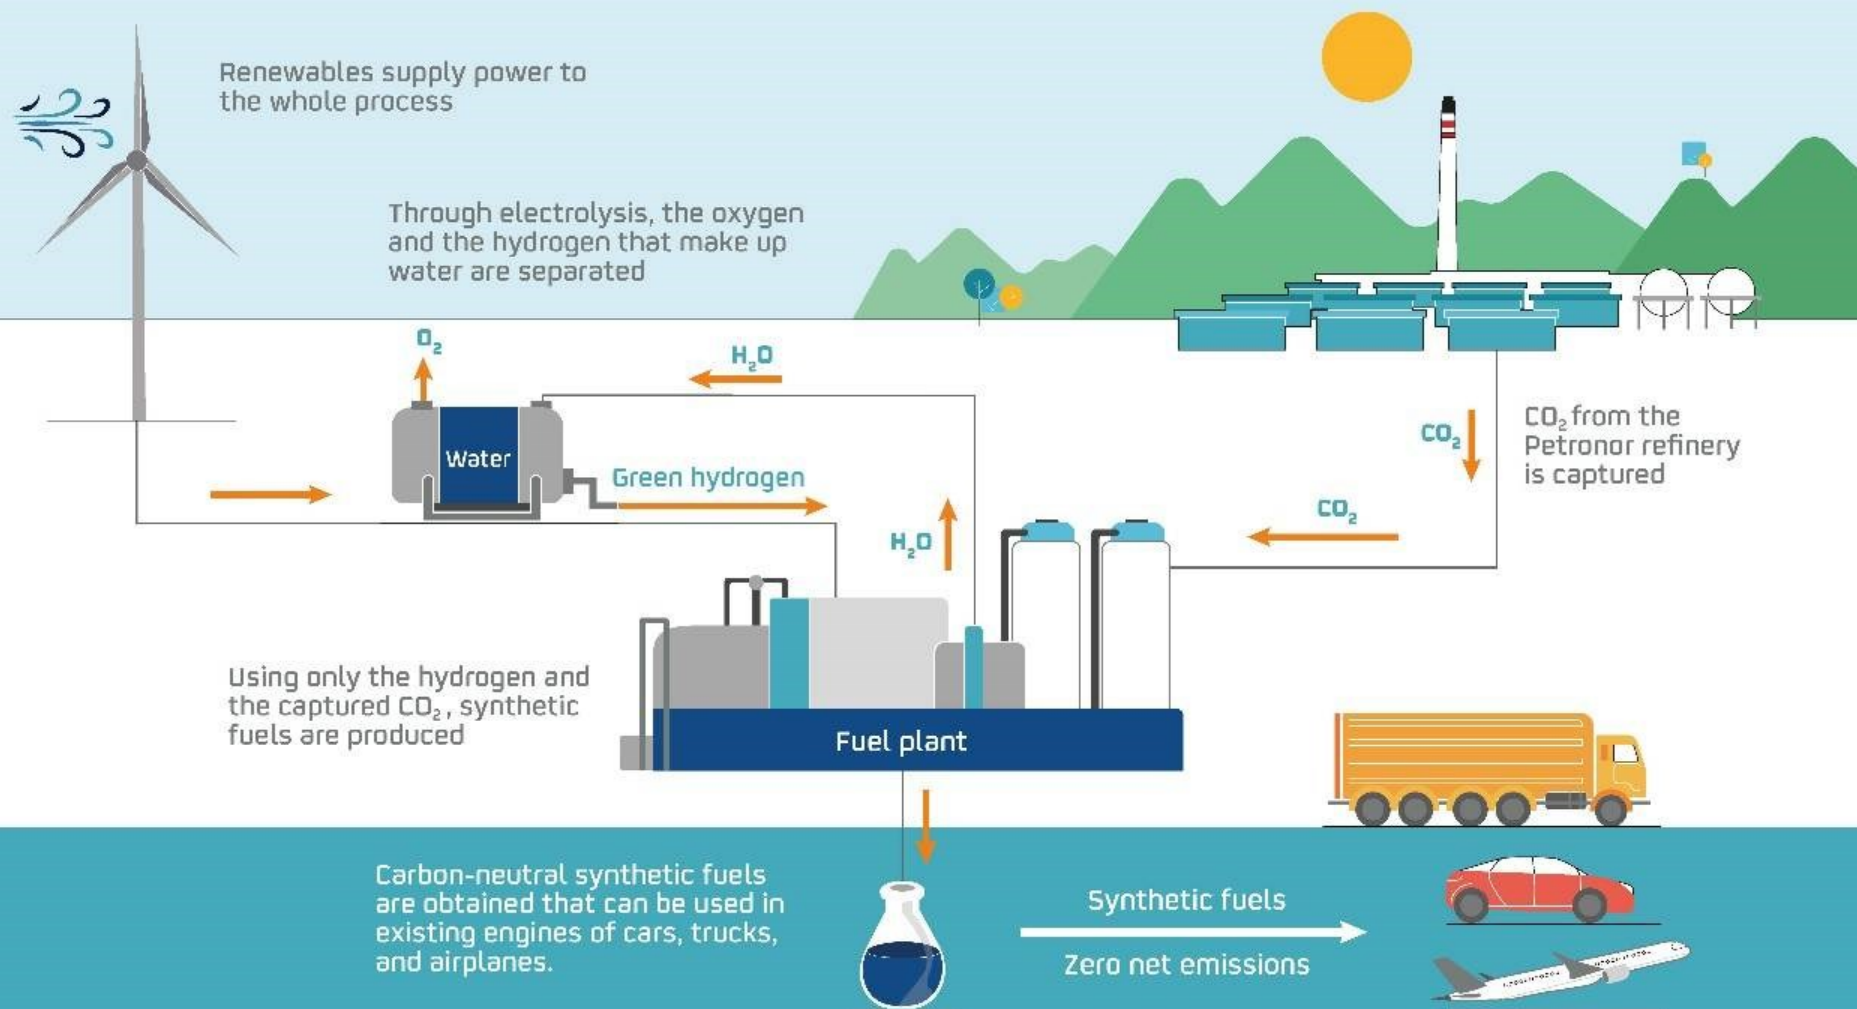 Renewables supply power to
the whole process
Through electrolysis, the oxygen
and the hydrogen that make up
water are separated
O₂
H₂O
Water
Green hydrogen
H₂O
CO₂
CO₂ from the
Petronor refinery
is captured
CO₂
Using only the hydrogen and
the captured CO₂, synthetic
fuels are produced
Fuel plant
Carbon-neutral synthetic fuels
are obtained that can be used in
existing engines of cars, trucks,
and airplanes.
Synthetic fuels
Zero net emissions